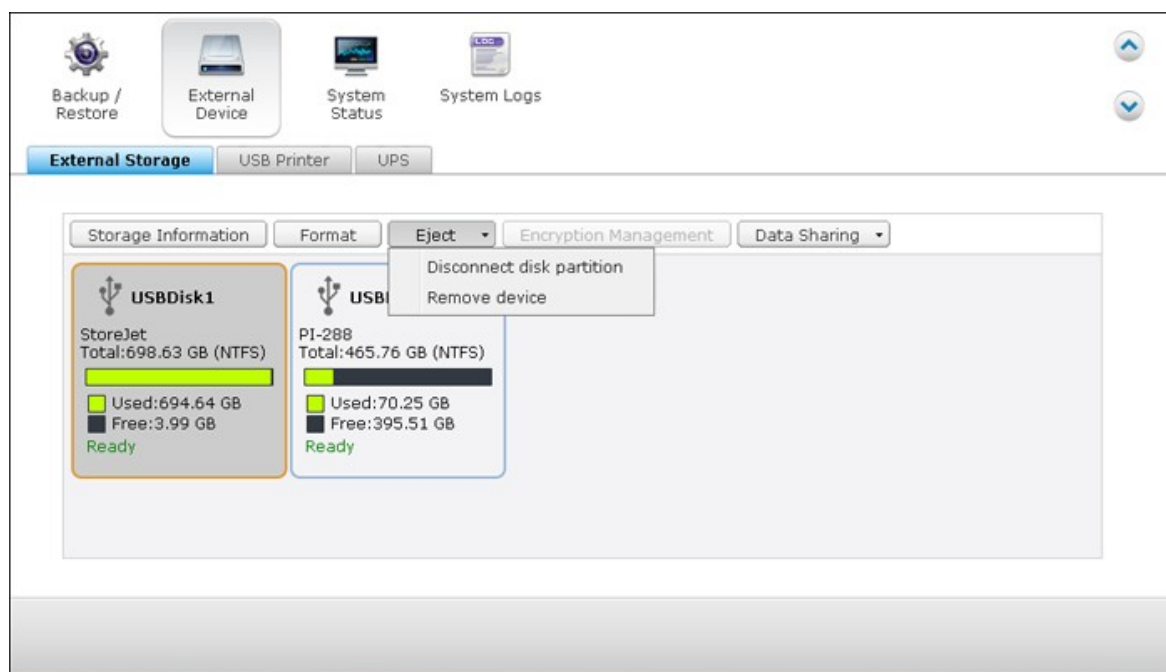 LOG
Backup /
Restore
External
Device
System
Status
System Logs
External Storage
USB Printer
UPS
Storage Information
Format
Eject
Encryption Management
Data Sharing
Disconnect disk partition
Remove device
USBDisk1
StoreJet
Total:698.63 GB (NTFS)
Used:694.64 GB
Free:3.99 GB
Ready
PI-288
Total:465.76 GB (NTFS)
Used:70.25 GB
Free:395.51 GB
Ready